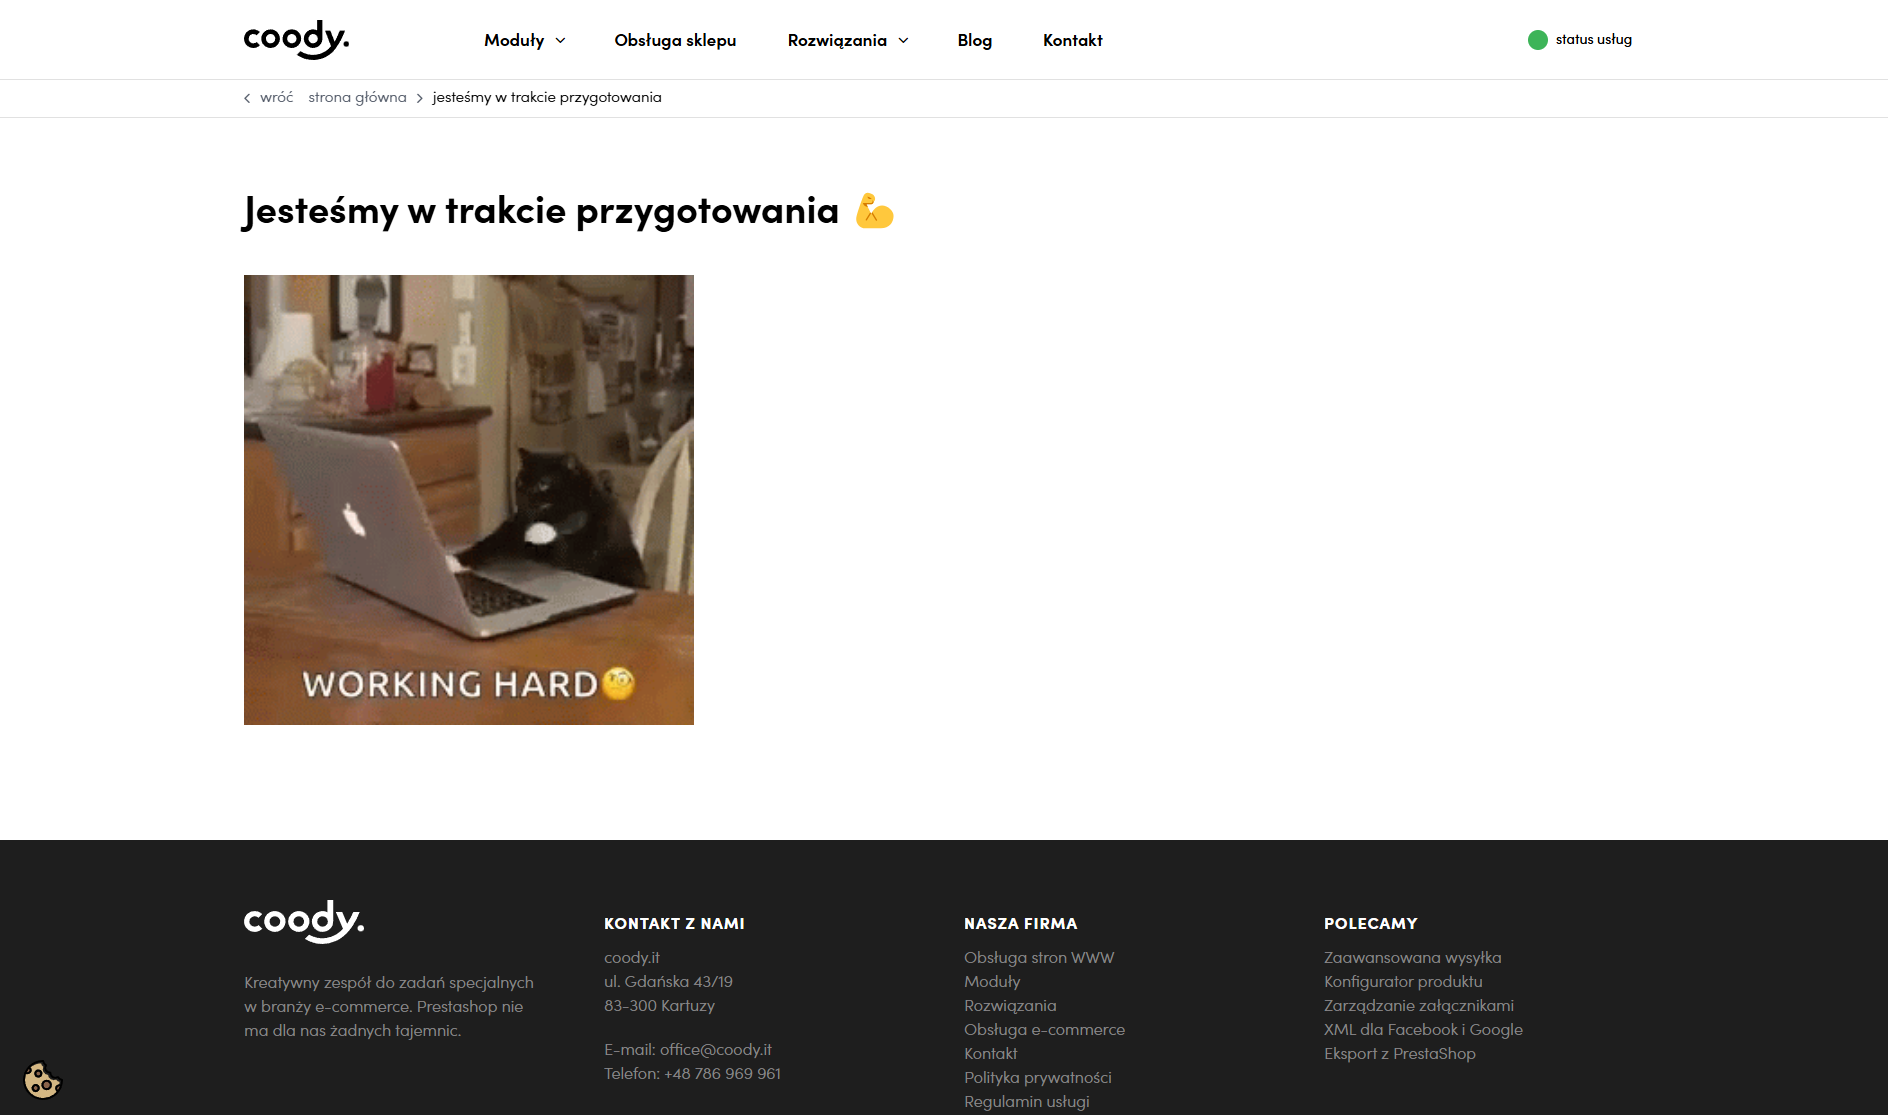 coody.
Moduły
Obsługa sklepu
Rozwiązania
Blog
Kontakt
status usług
wróć
strona główna
jesteśmy w trakcie przygotowania
Jesteśmy w trakcie przygotowania 💪
WORKING HARD🧐
coody.
Kreatywny zespół do zadań specjalnych
w branży e-commerce. Prestashop nie
ma dla nas żadnych tajemnic.
KONTAKT Z NAMI
coody.it
ul. Gdańska 43/19
83-300 Kartuzy
E-mail: office@coody.it
Telefon: +48 786 969 961
NASZA FIRMA
Obsługa stron WWW
Moduły
Rozwiązania
Obsługa e-commerce
Kontakt
Polityka prywatności
Regulamin usługi
POLECAMY
Zaawansowana wysyłka
Konfigurator produktu
Zarządzanie załącznikami
XML dla Facebook i Google
Eksport z PrestaShop